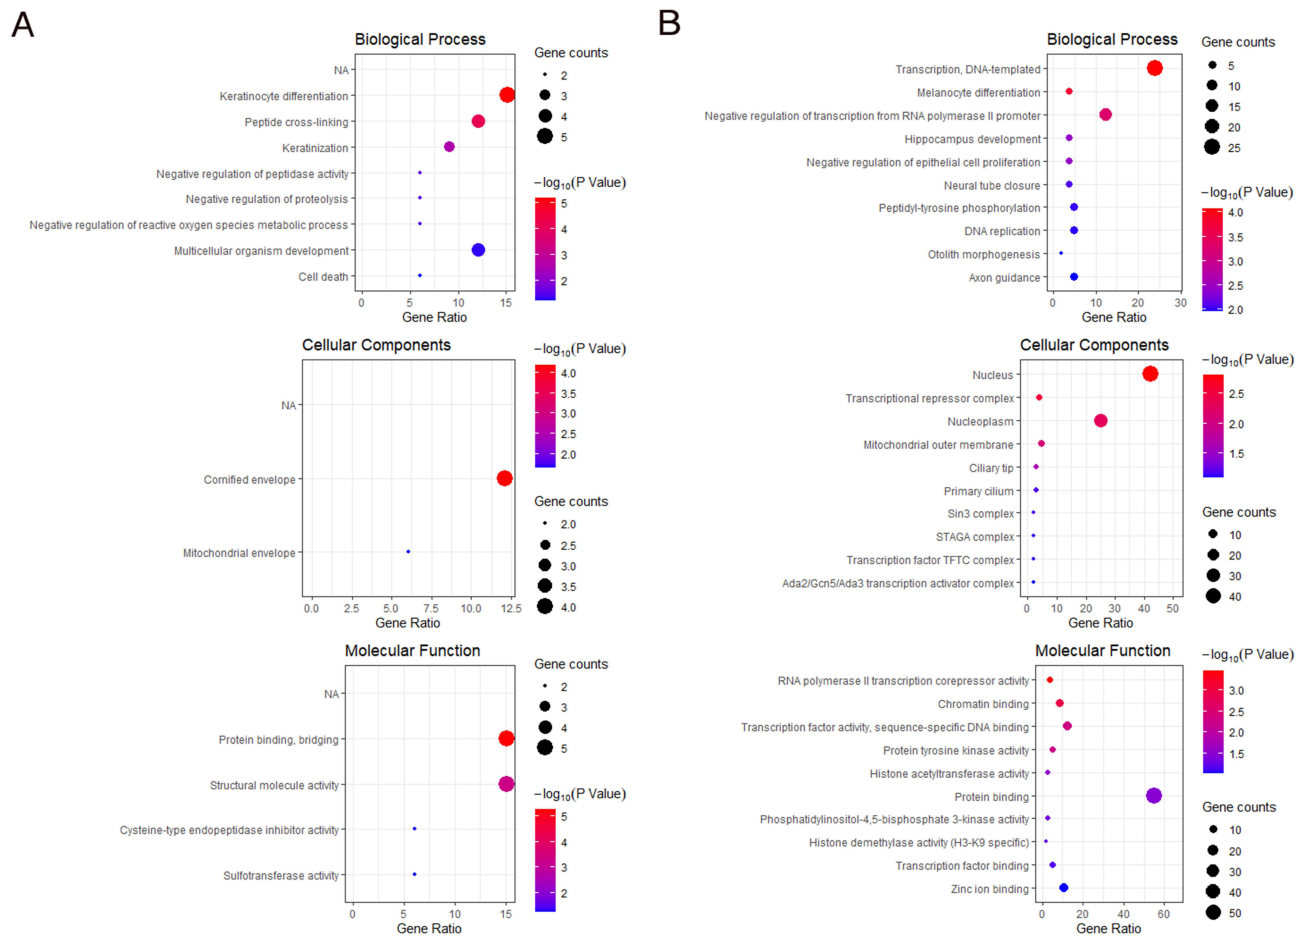 A
Biological Process
NA
Keratinocyte differentiation
Peptide cross-linking
Keratinization
Negative regulation of peptidase activity
Negative regulation of proteolysis
Negative regulation of reactive oxygen species metabolic process
Multicellular organism development
Cell death
0 5 10 15
Gene Ratio
Gene counts
2
3
4
5
−log10(P Value)
5
4
3
2
Cellular Components
NA
Cornified envelope
Mitochondrial envelope
0.0 2.5 5.0 7.5 10.0 12.5
Gene Ratio
−log10(P Value)
4.0
3.5
3.0
2.5
2.0
Gene counts
2.0
2.5
3.0
3.5
4.0
Molecular Function
NA
Protein binding, bridging
Structural molecule activity
Cysteine-type endopeptidase inhibitor activity
Sulfotransferase activity
0 5 10 15
Gene Ratio
Gene counts
2
3
4
5
−log10(P Value)
5
4
3
2
B
Biological Process
Transcription, DNA-templated
Melanocyte differentiation
Negative regulation of transcription from RNA polymerase II promoter
Hippocampus development
Negative regulation of epithelial cell proliferation
Neural tube closure
Peptidyl-tyrosine phosphorylation
DNA replication
Otolith morphogenesis
Axon guidance
0 10 20 30
Gene Ratio
Gene counts
5
10
15
20
25
−log10(P Value)
4.0
3.5
3.0
2.5
2.0
Cellular Components
Nucleus
Transcriptional repressor complex
Nucleoplasm
Mitochondrial outer membrane
Ciliary tip
Primary cilium
Sin3 complex
STAGA complex
Transcription factor TFTC complex
Ada2/Gcn5/Ada3 transcription activator complex
0 10 20 30 40 50
Gene Ratio
−log10(P Value)
2.5
2.0
1.5
Gene counts
10
20
30
40
Molecular Function
RNA polymerase II transcription corepressor activity
Chromatin binding
Transcription factor activity, sequence-specific DNA binding
Protein tyrosine kinase activity
Histone acetyltransferase activity
Protein binding
Phosphatidylinositol-4,5-bisphosphate 3-kinase activity
Histone demethylase activity (H3-K9 specific)
Transcription factor binding
Zinc ion binding
0 20 40 60
Gene Ratio
−log10(P Value)
3.0
2.5
2.0
1.5
Gene counts
10
20
30
40
50